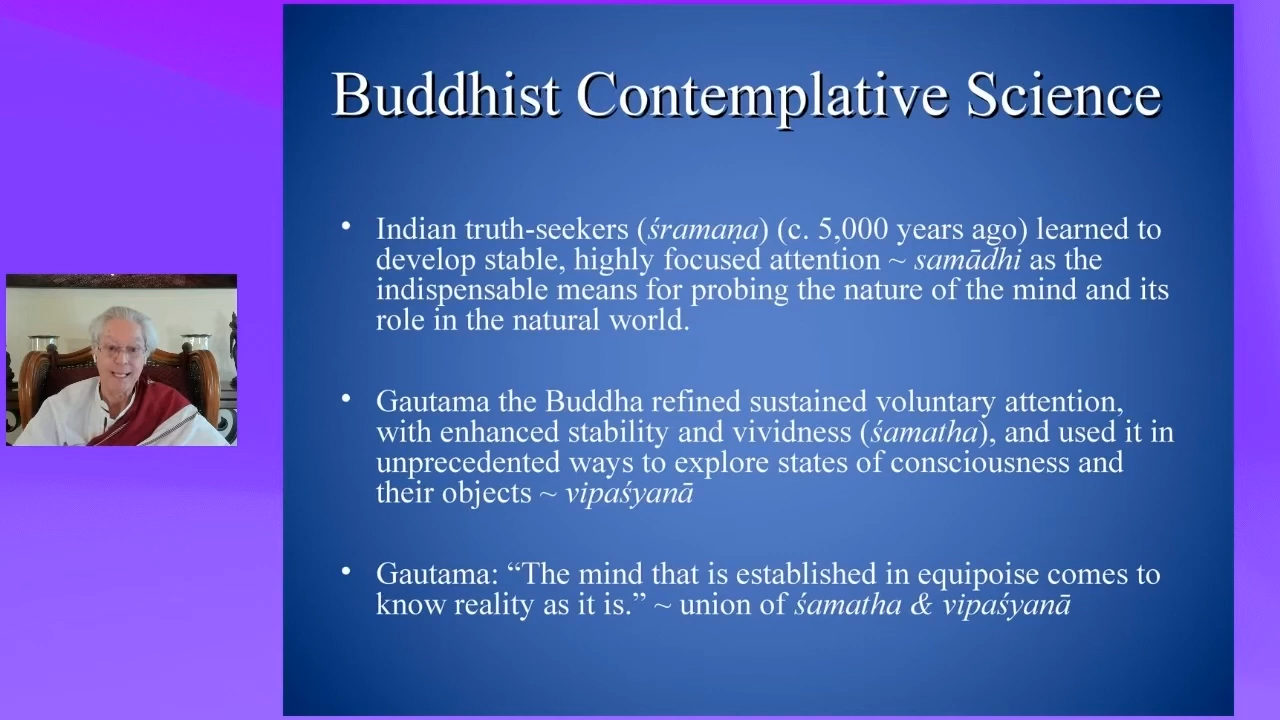 Buddhist Contemplative Science
• Indian truth-seekers (śramaṇa) (c. 5,000 years ago) learned to
develop stable, highly focused attention ~ samādhi as the
indispensable means for probing the nature of the mind and its
role in the natural world.
• Gautama the Buddha refined sustained voluntary attention,
with enhanced stability and vividness (śamatha), and used it in
unprecedented ways to explore states of consciousness and
their objects ~ vipaśyanā
• Gautama: “The mind that is established in equipoise comes to
know reality as it is.” ~ union of śamatha & vipaśyanā